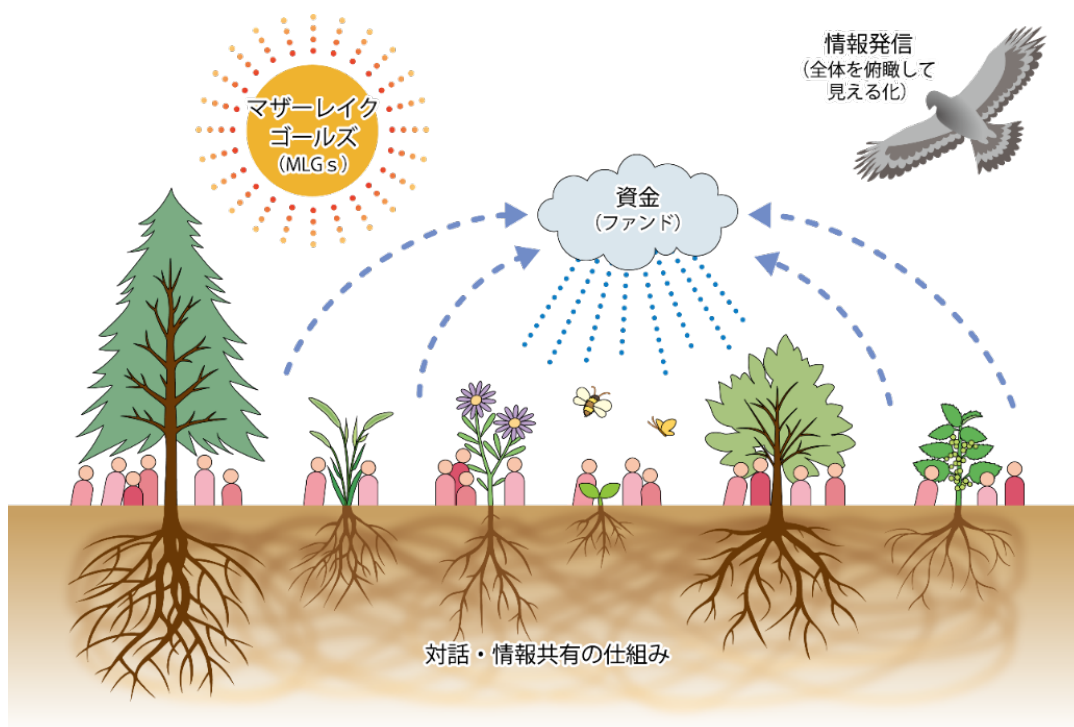 マザーレイク
ゴールズ
（MLGｓ）
情報発信
（全体を俯瞰して
見える化）
資金
（ファンド）
対話・情報共有の仕組み